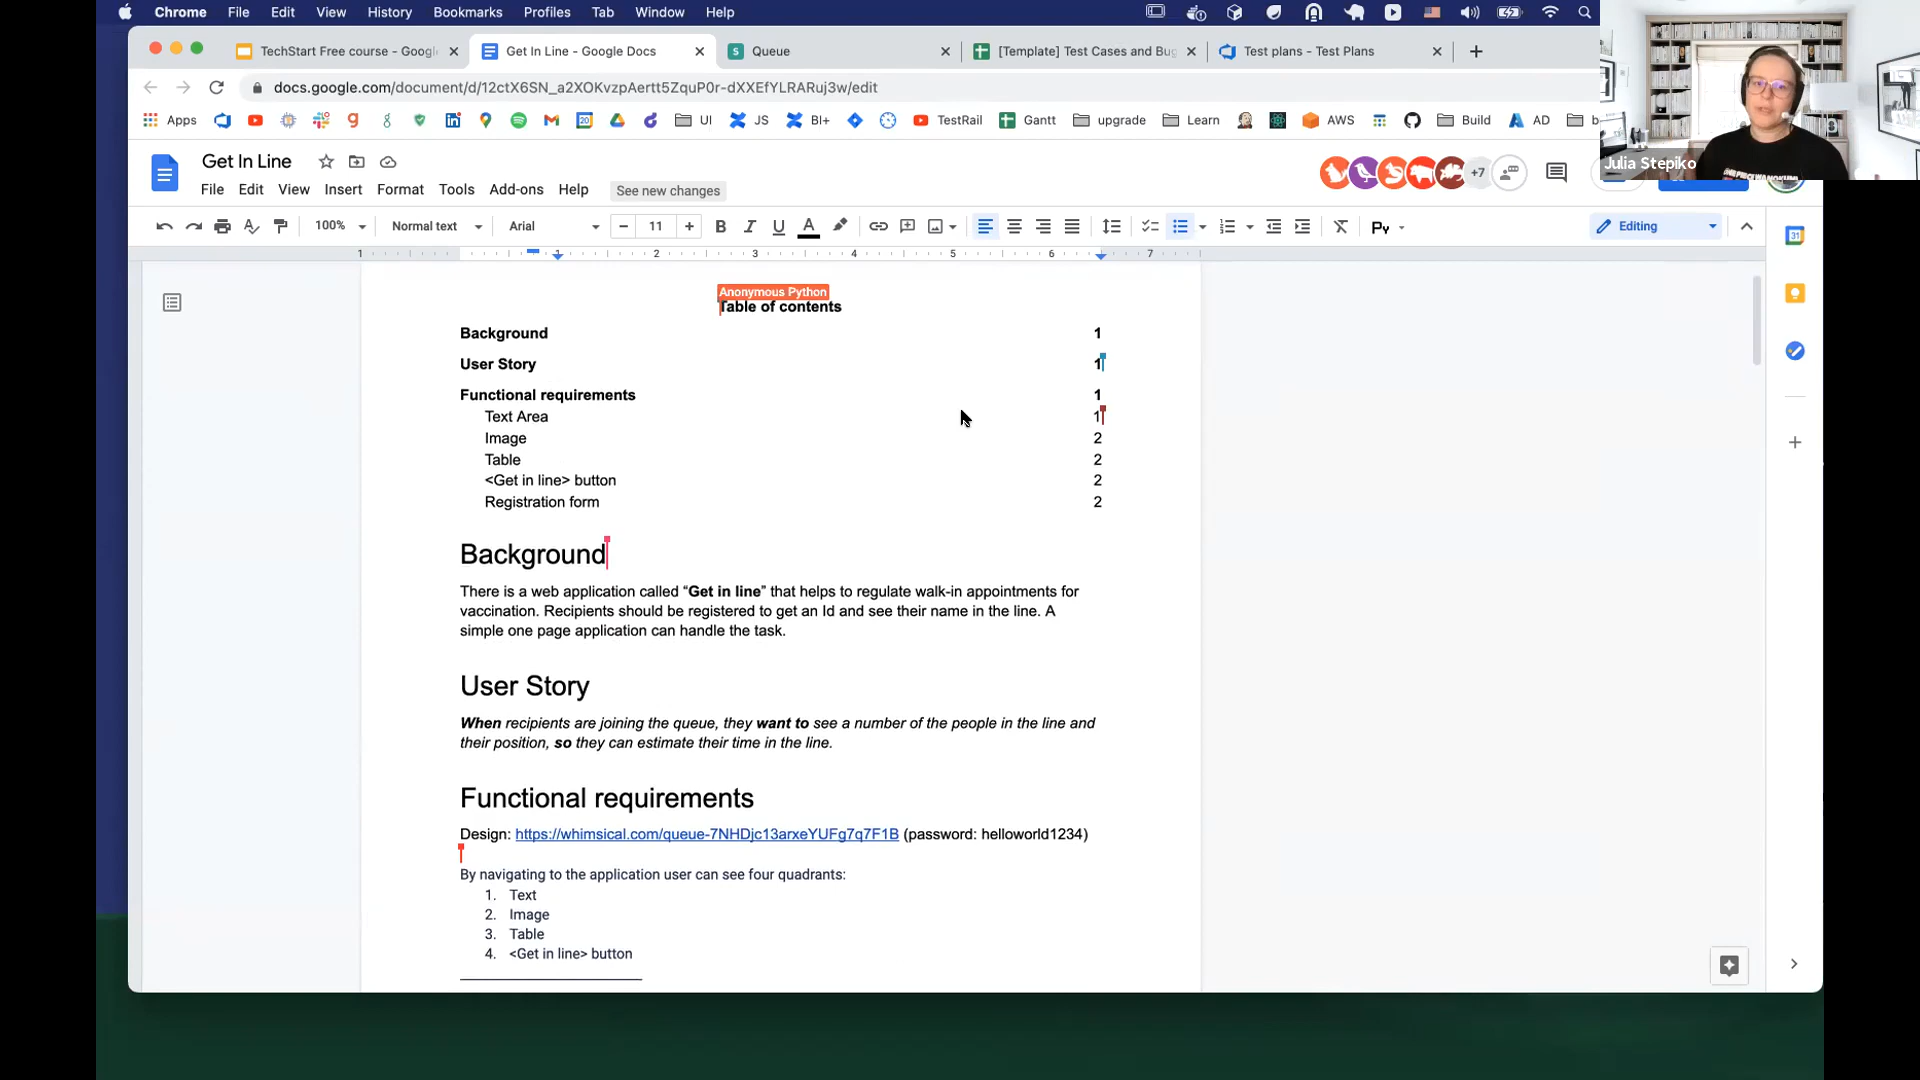 Chrome File Edit View History Bookmarks Profiles Tab Window Help
TechStart Free course - Googl
Get In Line - Google Docs
Queue
[Template] Test Cases and Bug
Test plans - Test Plans
docs.google.com/document/d/12ctX6SN_a2XOKvzpAertt5ZquP0r-dXXEfYLRARuj3w/edit
Apps UI JS BI+ TestRail Gantt upgrade Learn AWS Build AD b
Julia Stepiko
Get In Line
+7
File Edit View Insert Format Tools Add-ons Help See new changes
100% Normal text Arial 11 Editing
1 1 2 3 4 5 6 7
31
Anonymous Python
Table of contents
Background 1
User Story 1
Functional requirements 1
Text Area 1
Image 2
Table 2
<Get in line> button 2
Registration form 2
Background
There is a web application called “Get in line” that helps to regulate walk-in appointments for
vaccination. Recipients should be registered to get an Id and see their name in the line. A
simple one page application can handle the task.
User Story
When recipients are joining the queue, they want to see a number of the people in the line and
their position, so they can estimate their time in the line.
Functional requirements
Design: https://whimsical.com/queue-7NHDjc13arxeYUFg7q7F1B (password: helloworld1234)
By navigating to the application user can see four quadrants:
1. Text
2. Image
3. Table
4. <Get in line> button